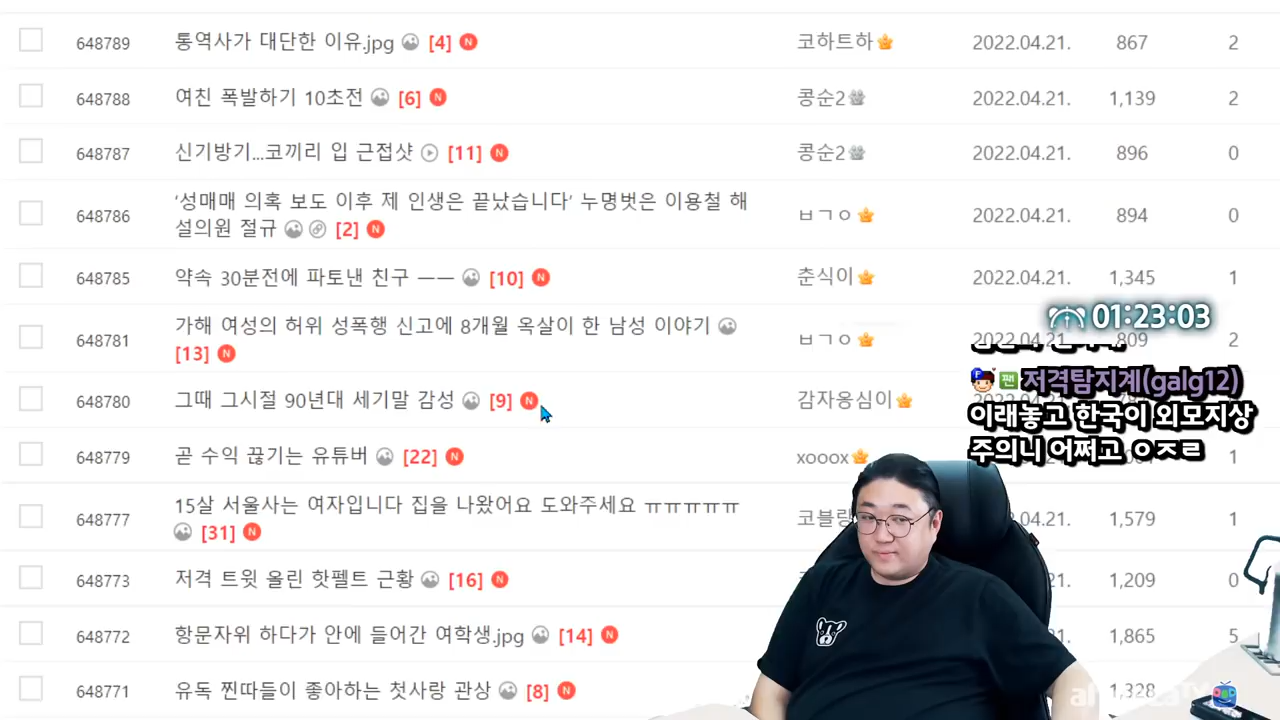 648789 통역사가 대단한 이유.jpg [4] N 코하트하 2022.04.21. 867 2
648788 여친 폭발하기 10초전 [6] N 콩순2 2022.04.21. 1,139 2
648787 신기방기...코끼리 입 근접샷 [11] N 콩순2 2022.04.21. 896 0
648786 ‘성매매 의혹 보도 이후 제 인생은 끝났습니다’ 누명벗은 이용철 해
설의원 절규 [2] N ㅂㄱㅇ 2022.04.21. 894 0
648785 약속 30분전에 파토낸 친구 ㅡㅡ [10] N 춘식이 2022.04.21. 1,345 1
01:23:03
648781 가해 여성의 허위 성폭행 신고에 8개월 옥살이 한 남성 이야기
[13] N ㅂㄱㅇ 2022.04.21. 809 2
저격탐지계(galg12)
648780 그때 그시절 90년대 세기말 감성 [9] N 감자옹심이
이래놓고 한국이 외모지상
주의니 어쩌고 ㅇㅈㄹ
648779 곧 수익 끊기는 유튜버 [22] N xooox 1
648777 15살 서울사는 여자입니다 집을 나왔어요 도와주세요 ㅠㅠㅠㅠㅠ
[31] N 코블링 04.21. 1,579 1
648773 저격 트윗 올린 핫펠트 근황 [16] N 21. 1,209 0
648772 항문자위 하다가 안에 들어간 여학생.jpg [14] N 21. 1,865 5
648771 유독 찐따들이 좋아하는 첫사랑 관상 [8] N 1,328